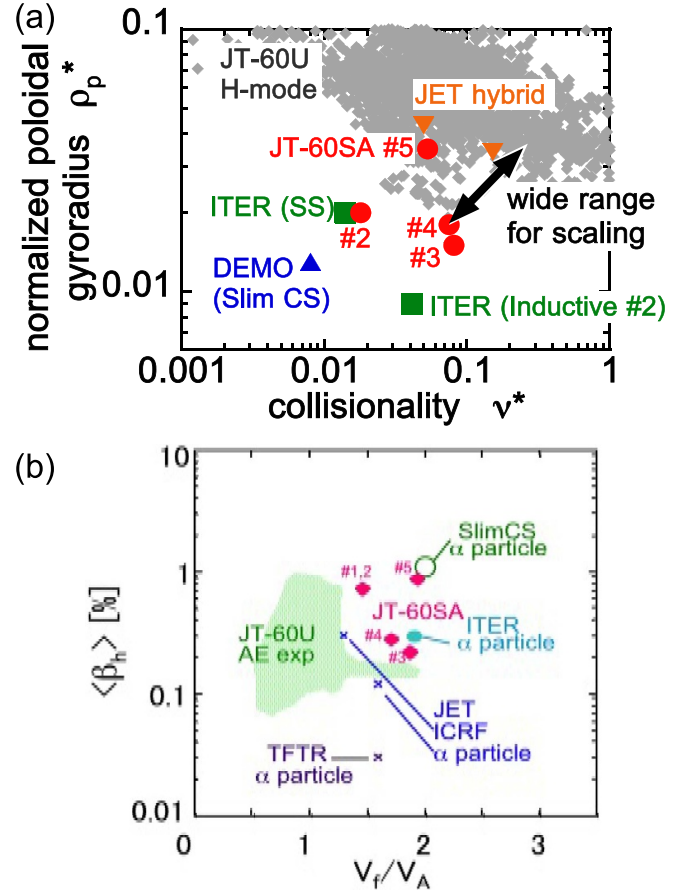 (a)
normalized poloidal
gyroradius ρp*
0.1
0.01
JT-60U
H-mode
JET hybrid
JT-60SA #5
ITER (SS)
#2
#4
#3
wide range
for scaling
DEMO
(Slim CS)
ITER (Inductive #2)
0.001
0.01
0.1
1
collisionality ν*
(b)
<βh> [%]
10
1
0.1
0.01
SlimCS
α particle
#1,2
#5
JT-60SA
JT-60U
AE exp
#4
#3
ITER
α particle
JET
ICRF
α particle
TFTR
α particle
0
1
2
3
Vf/VA